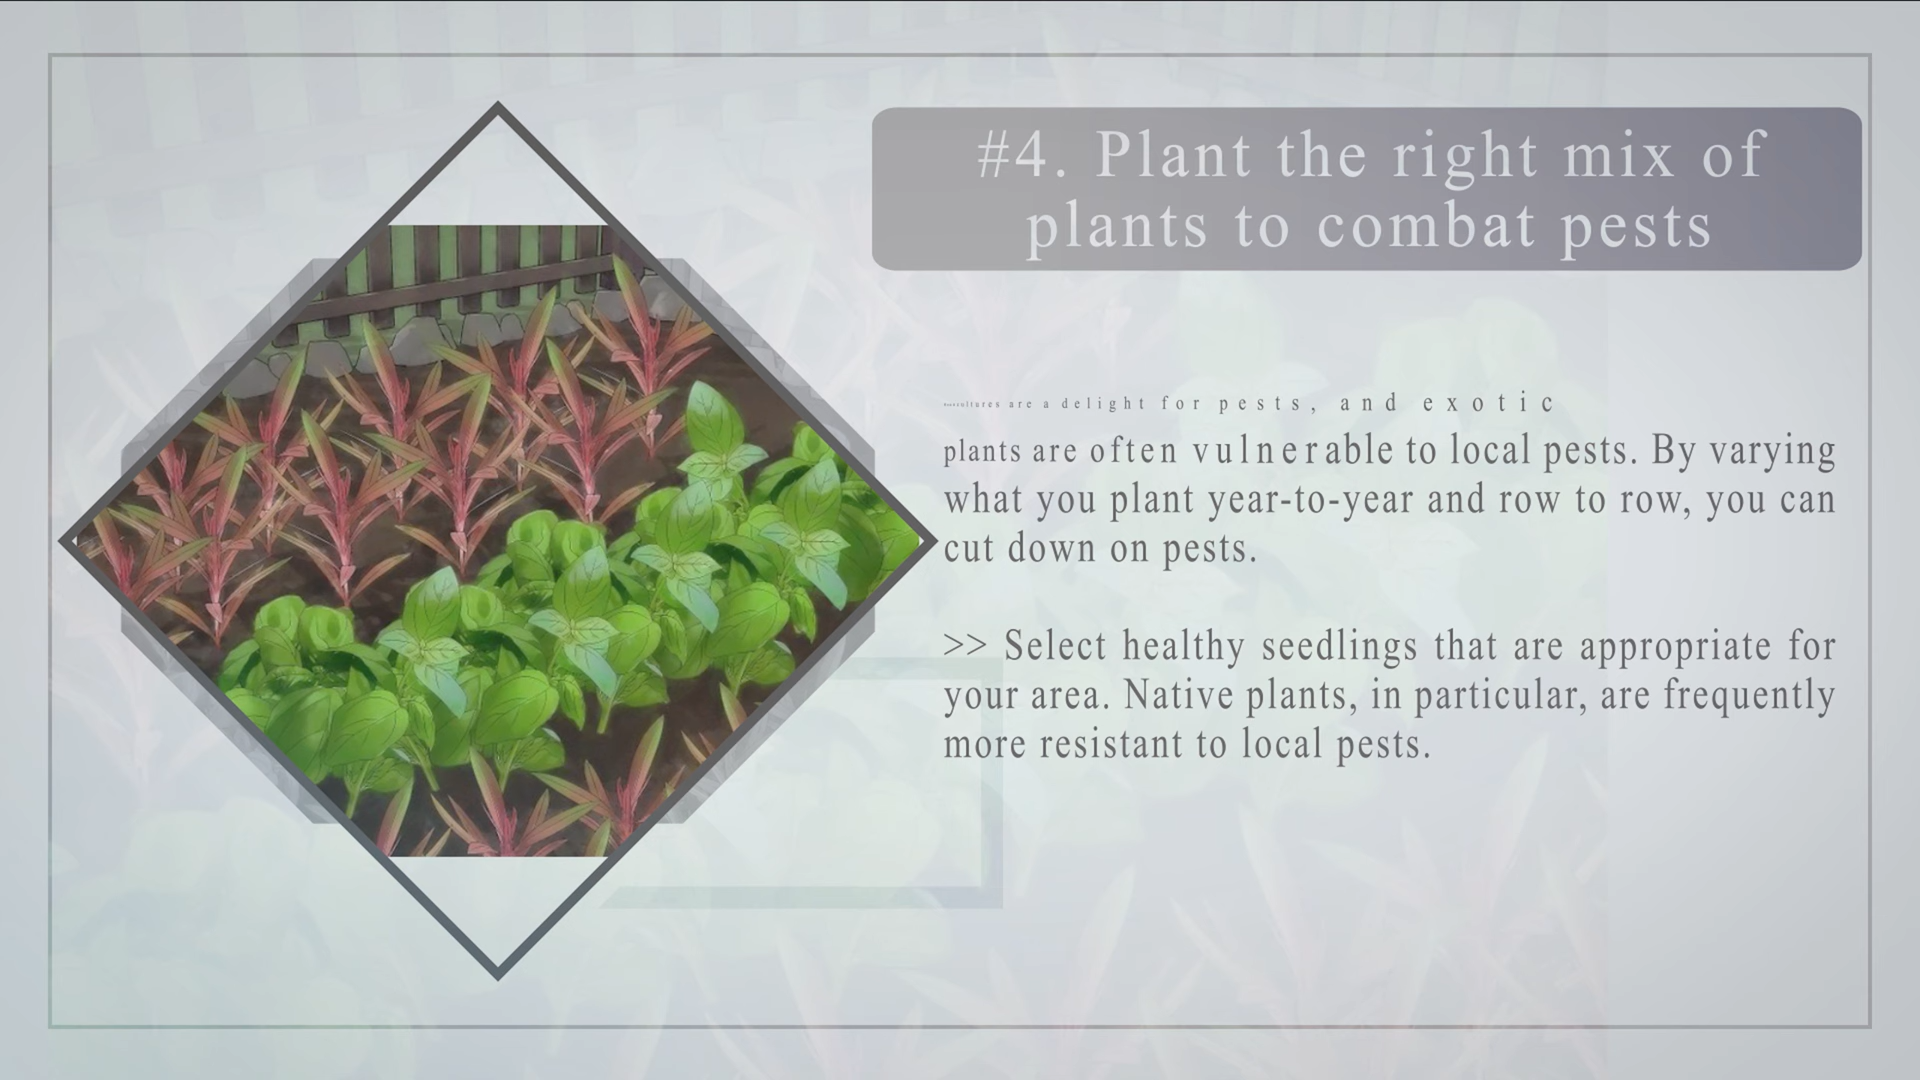 #4. Plant the right mix of
plants to combat pests
are a delight for pests, and exotic
plants are often vulnerable to local pests. By varying
what you plant year-to-year and row to row, you can
cut down on pests.
>> Select healthy seedlings that are appropriate for
your area. Native plants, in particular, are frequently
more resistant to local pests.